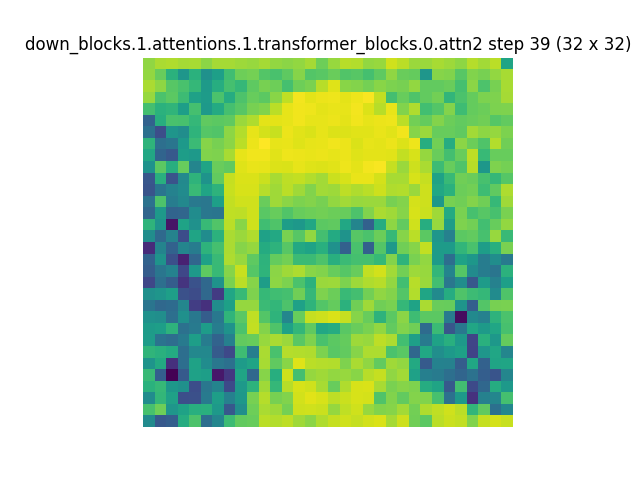 down_blocks.1.attentions.1.transformer_blocks.0.attn2 step 39 (32 x 32)